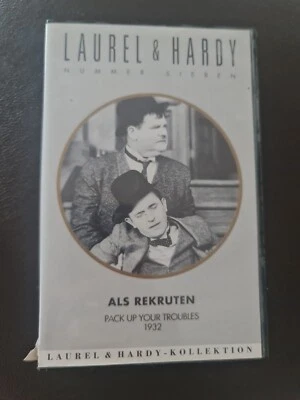 LAUREL & HARDY
NUMMER SIEBEN
ALS REKRUTEN
PACK UP YOUR TROUBLES
1932
LAUREL & HARDY-KOLLEKTION